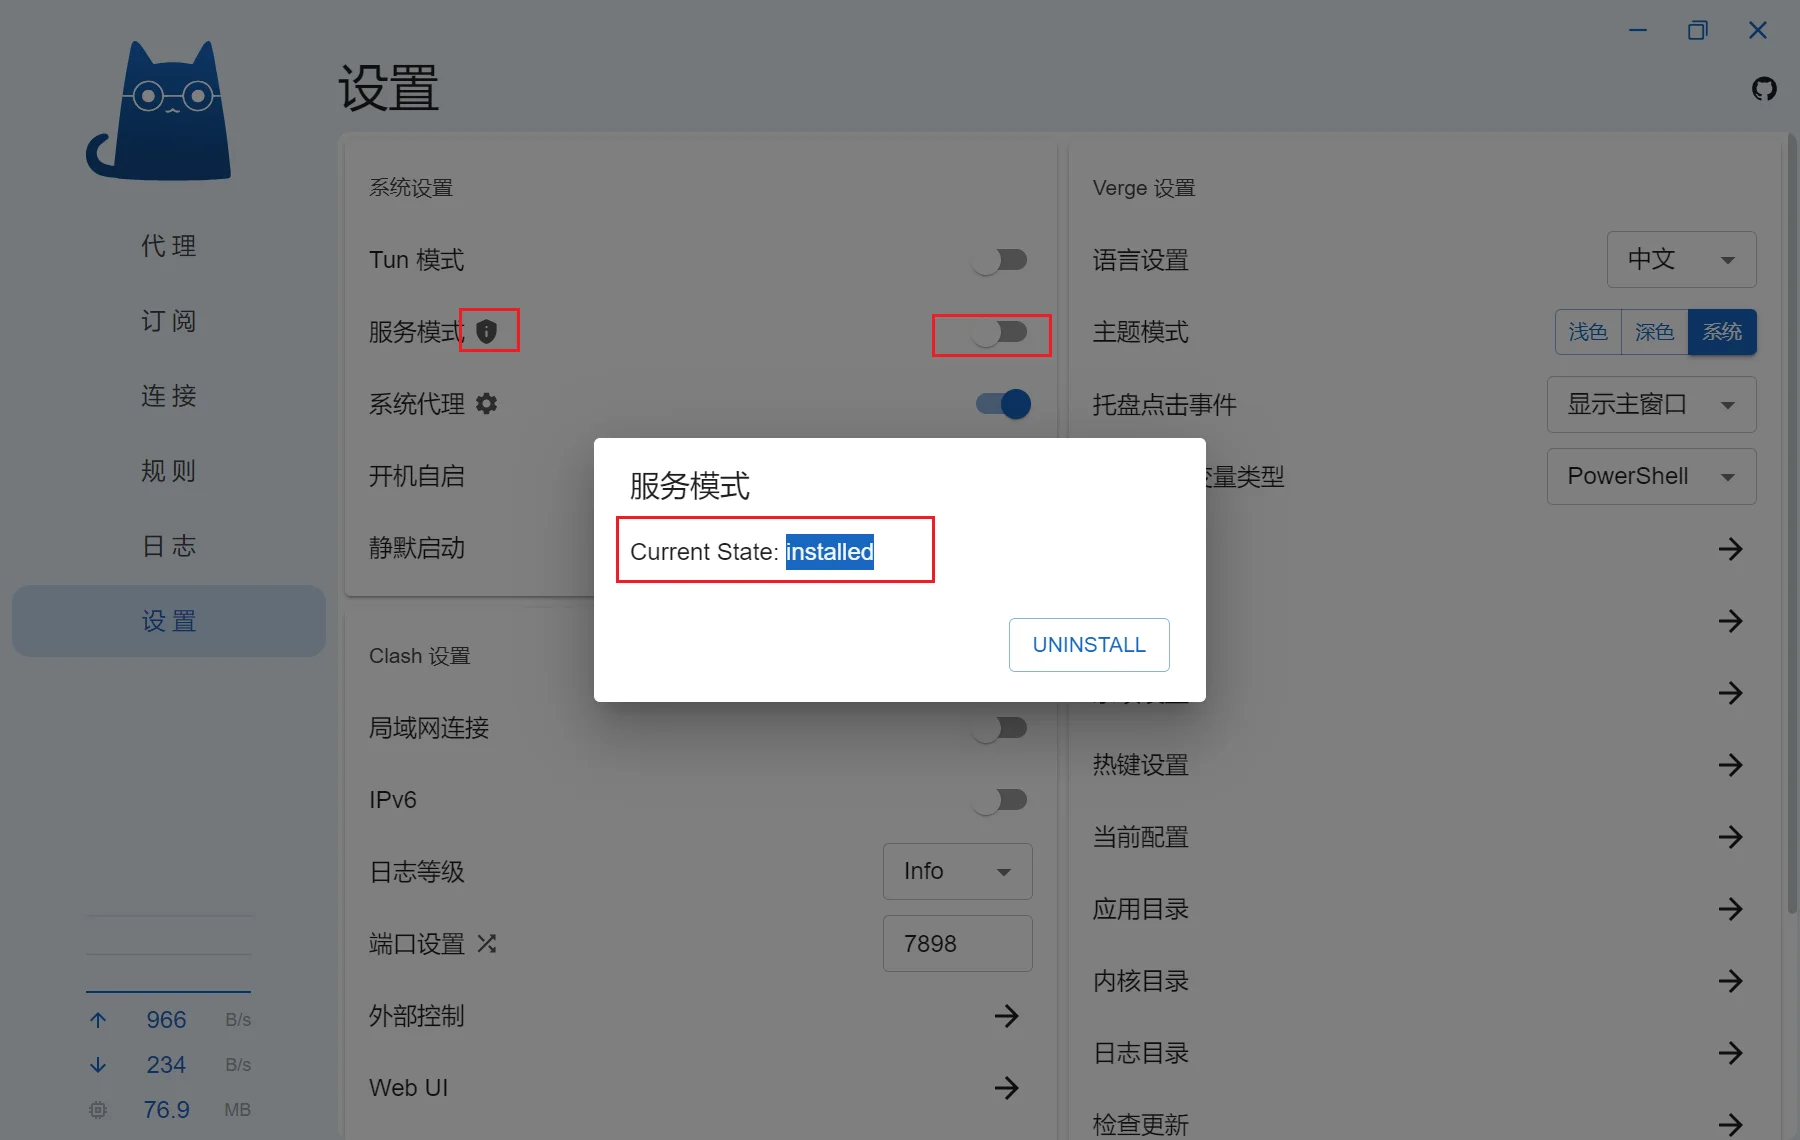 设置
代 理
订 阅
连 接
规 则
日 志
设 置
966 B/s
234 B/s
76.9 MB
系统设置
Tun 模式
服务模式
系统代理
开机自启
静默启动
Clash 设置
局域网连接
IPv6
日志等级 Info
端口设置 7898
外部控制
Web UI
Verge 设置
语言设置 中文
主题模式 浅色 深色 系统
托盘点击事件 显示主窗口
变量类型 PowerShell
热键设置
当前配置
应用目录
内核目录
日志目录
检查更新
服务模式
Current State: installed
UNINSTALL